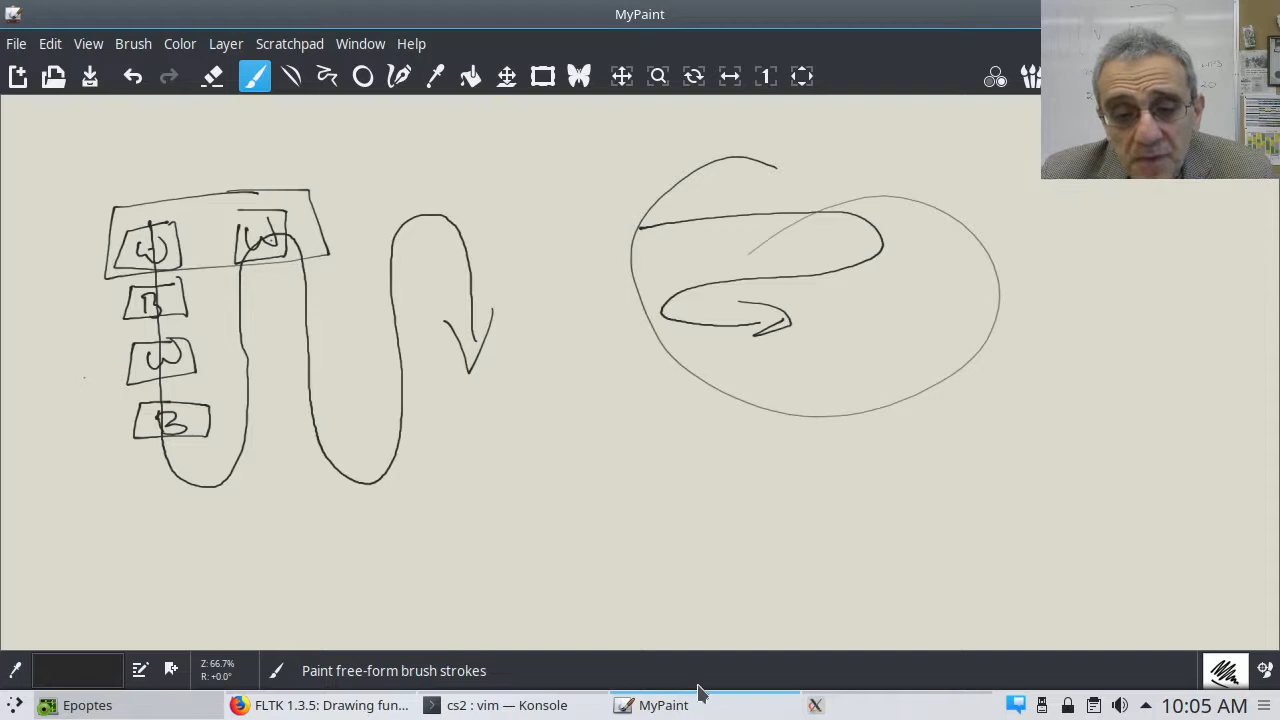 MyPaint
File Edit View Brush Color Layer Scratchpad Window Help
W W
B
W
B
Z: 66.7%
R: +0.0°
Paint free-form brush strokes
Epoptes FLTK 1.3.5: Drawing fun... cs2 : vim — Konsole MyPaint 10:05 AM